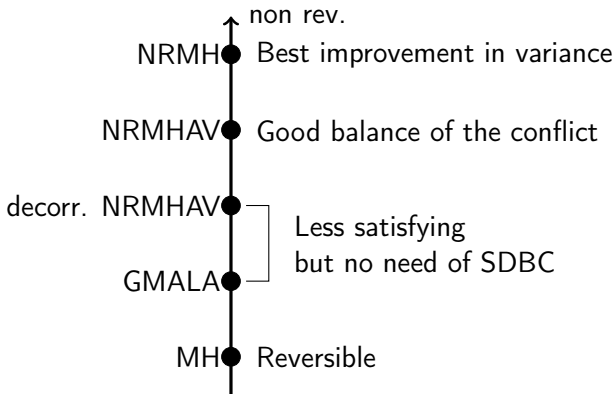 non rev.
NRMH Best improvement in variance
NRMHAV Good balance of the conflict
decorr. NRMHAV
Less satisfying
but no need of SDBC
GMALA
MH Reversible